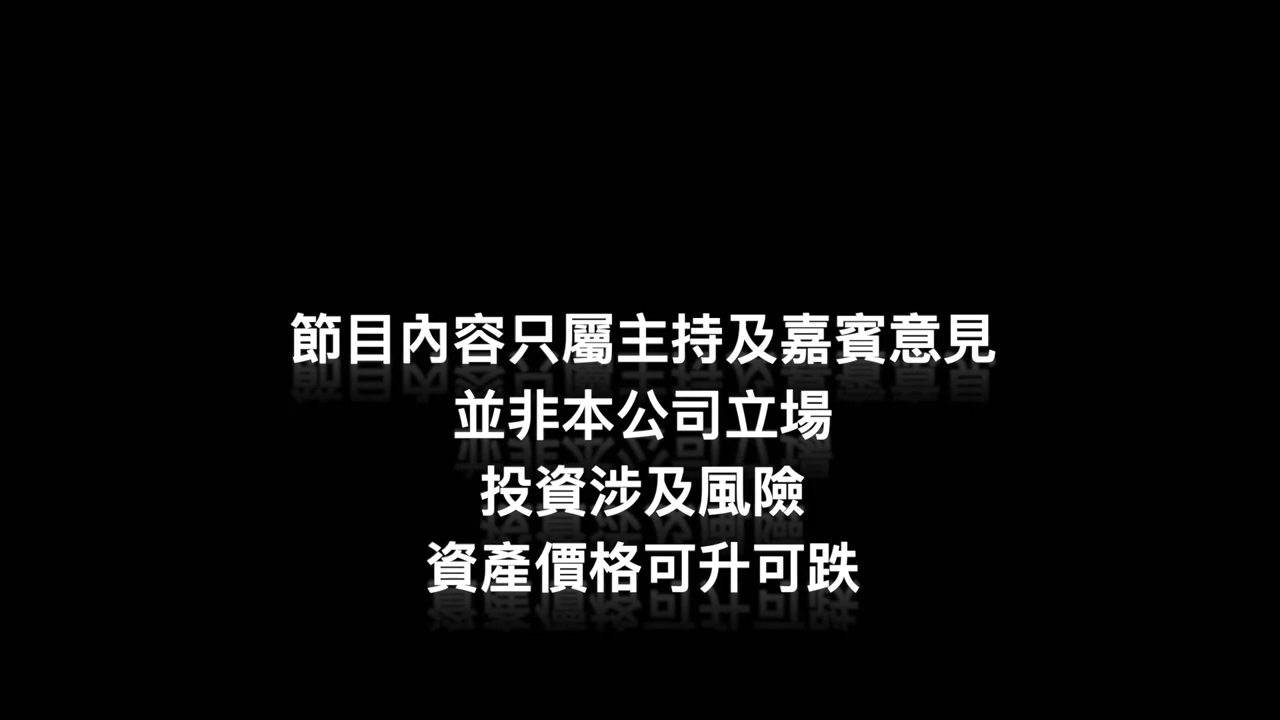 節目內容只屬主持及嘉賓意見
並非本公司立場
投資涉及風險
資產價格可升可跌